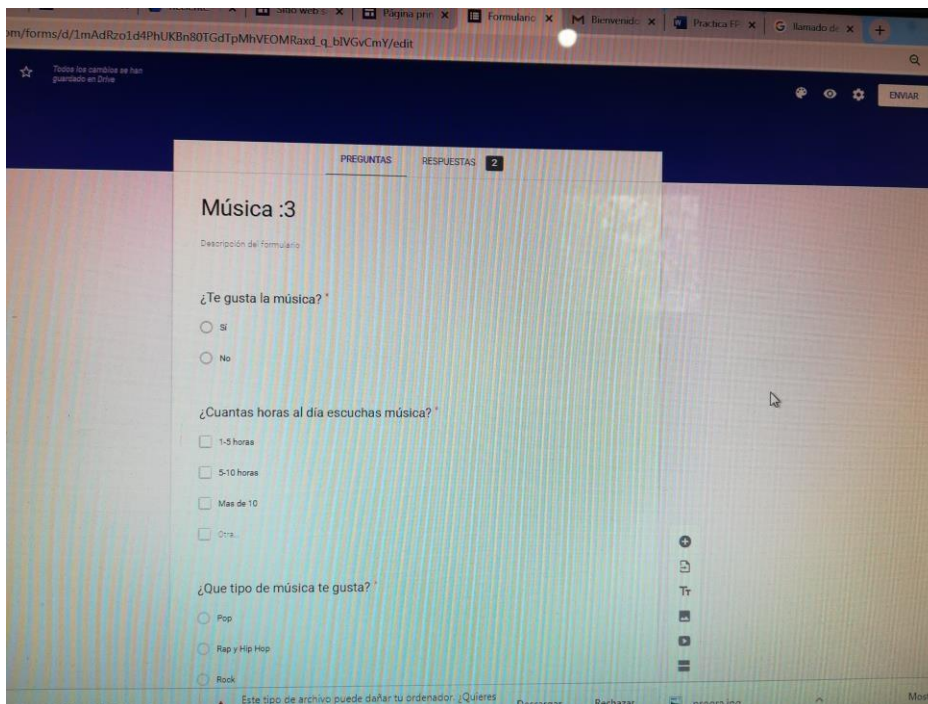 Sitio web s
Página prin
Formulario
Bienvenido
Practica FP
llamado de
om/forms/d/1mAdRzo1d4PhUKBn80TGdTpMhVEOMRaxd_q_bIVGvCmY/edit
Todos los cambios se han
guardado en Drive
ENVIAR
PREGUNTAS RESPUESTAS 2
Música :3
Descripción del formulario
¿Te gusta la música? *
Sí
No
¿Cuantas horas al día escuchas música? *
1-5 horas
5-10 horas
Mas de 10
Otra...
¿Que tipo de música te gusta? *
Pop
Rap y Hip Hop
Rock
Este tipo de archivo puede dañar tu ordenador. ¿Quieres
Descargar Rechazar
Most